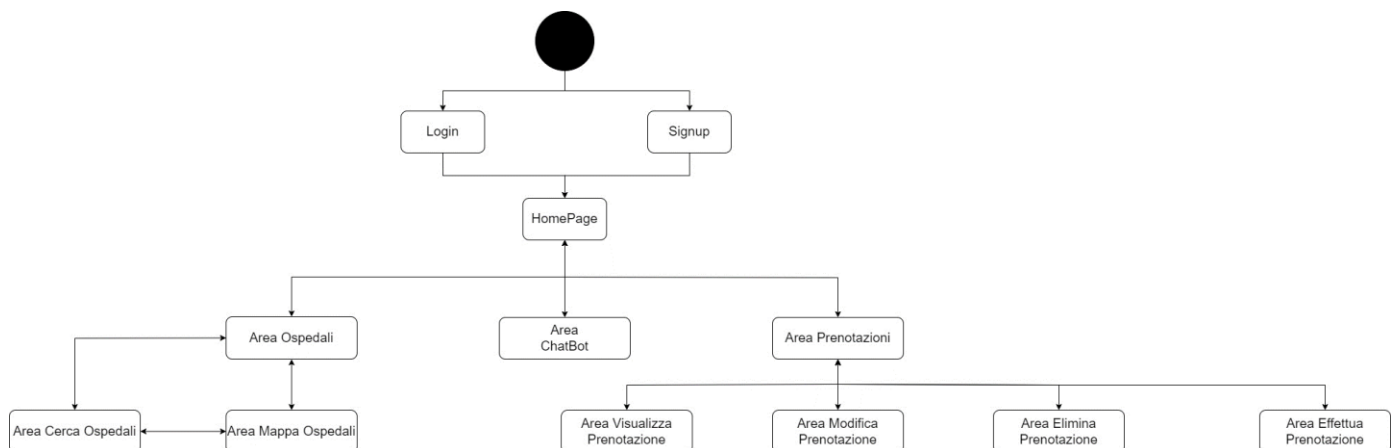 Login
Signup
HomePage
Area Ospedali
Area
ChatBot
Area Prenotazioni
Area Cerca Ospedali
Area Mappa Ospedali
Area Visualizza
Prenotazione
Area Modifica
Prenotazione
Area Elimina
Prenotazione
Area Effettua
Prenotazione